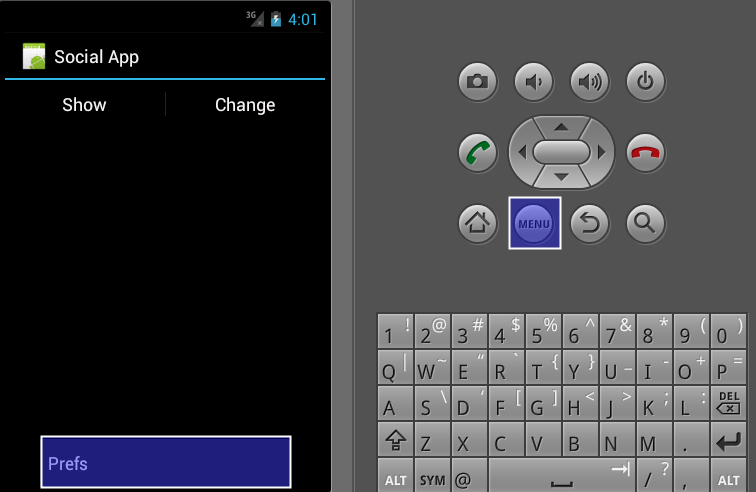 3G 4:01
Social App
Show Change
MENU
Prefs
1 ! 2 @ 3 # 4 $ 5 % 6 ^ 7 & 8 * 9 ( 0 )
Q | W ~ E “ R ` T { Y } U _ I - O + P =
A S \ D ‘ F [ G ] H < J > K ; L : DEL
Z X C V B N M .
ALT SYM @ / ? , ALT